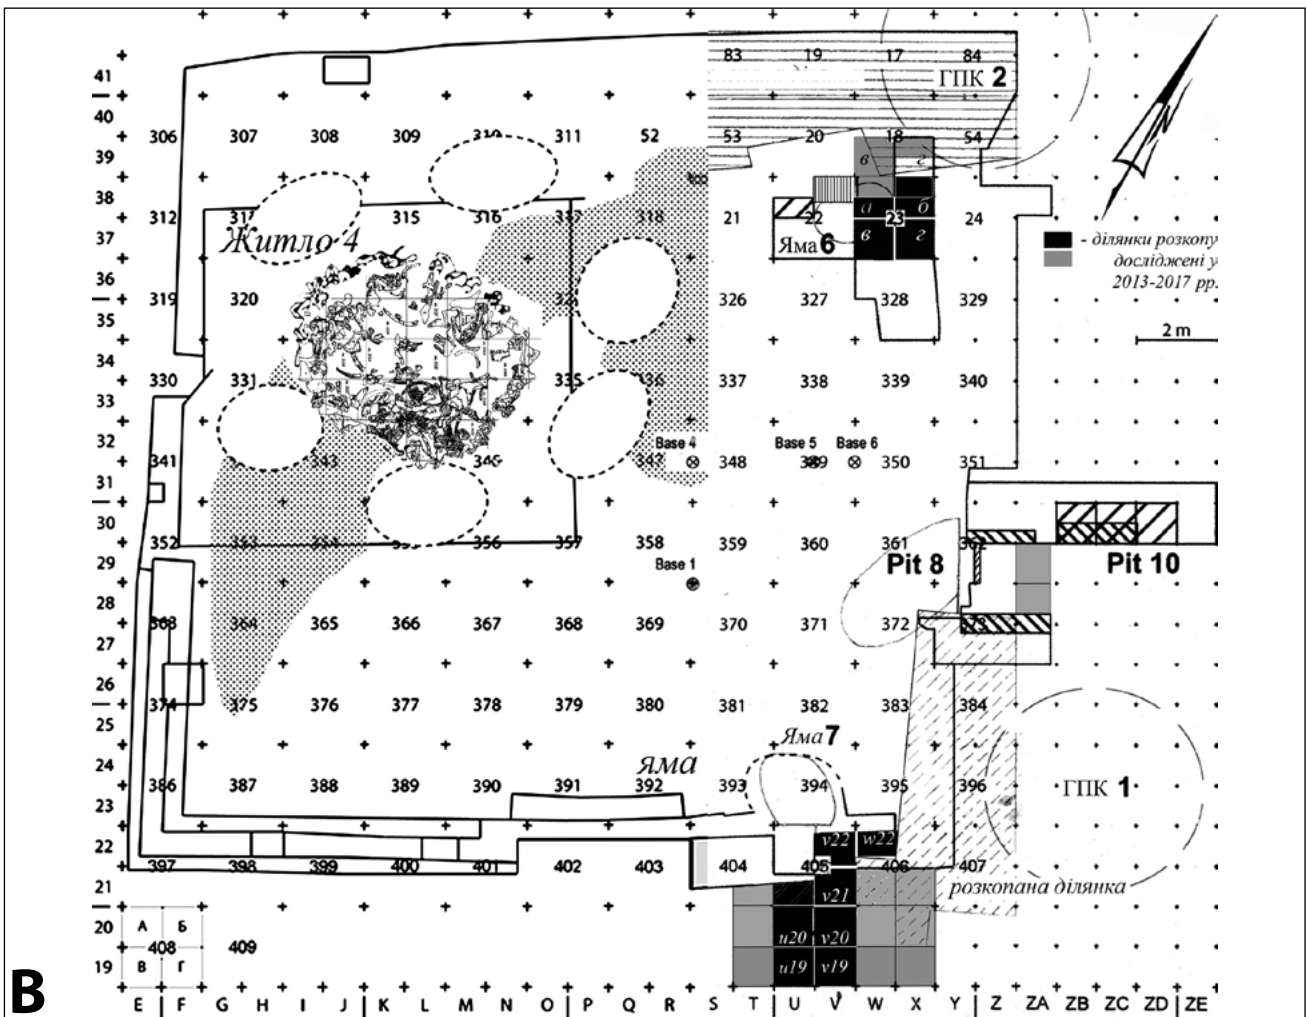 41 83 19 17 84
ГПК 2
40
306 307 308 309 310 311 52 53 20 18 54
39 в г
38
312 313 315 316 317 318 21 22 а 23 б 24
37 Житло 4 Яма 6 в г
- ділянки розкопу
досліджені у
2013-2017 рр.
36
319 320 326 327 328 329
35 2 m
34
330 331 335 336 337 338 339 340
33
32 Base 4 Base 5 Base 6
341 343 347 348 349 350 351
31
30
352 353 354 356 357 358 359 360 361 362
29 Base 1 Pit 8 Pit 10
28
363 364 365 366 367 368 369 370 371 372 373
27
26
374 375 376 377 378 379 380 381 382 383 384
25 Яма 7
24 яма
386 387 388 389 390 391 392 393 394 395 396 ГПК 1
23
22 v22 w22
397 398 399 400 401 402 403 404 405 406 407
21 v21 розкопана ділянка
20 А Б u20 v20
408 409
19 В Г u19 v19
B
E F G H I J K L M N O P Q R S T U V W X Y Z ZA ZB ZC ZD ZE